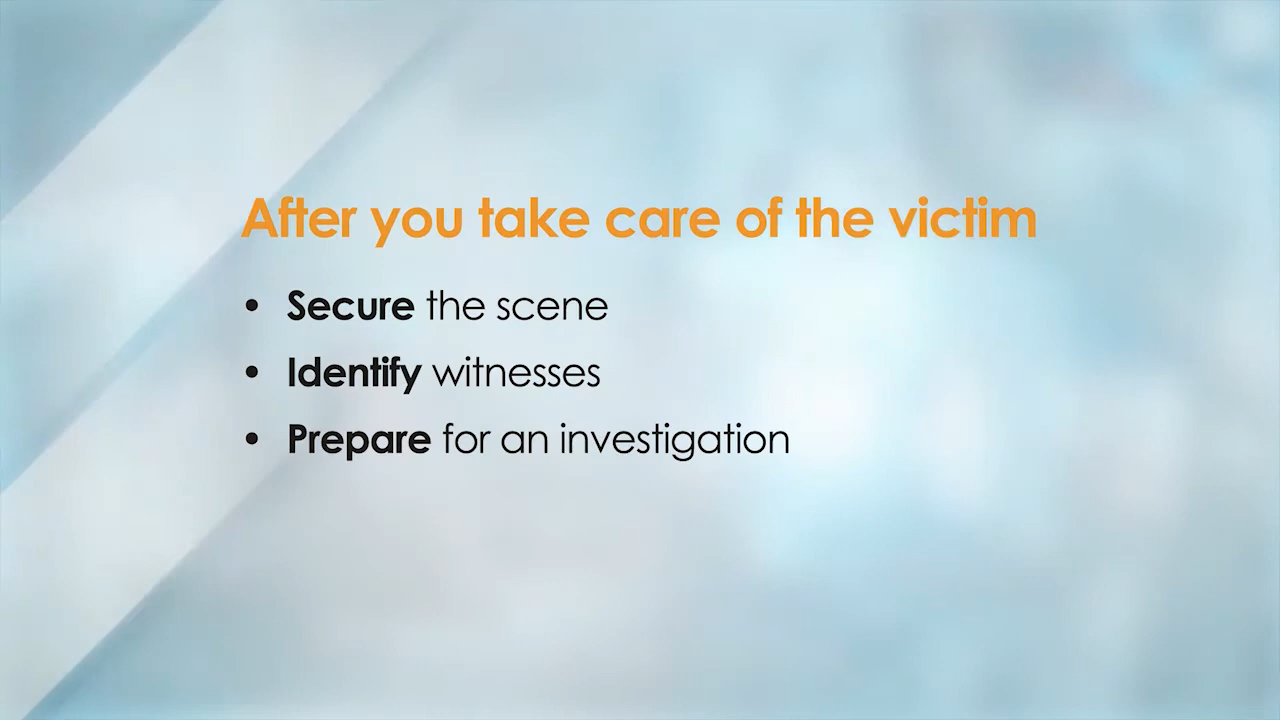 After you take care of the victim
• Secure the scene
• Identify witnesses
• Prepare for an investigation